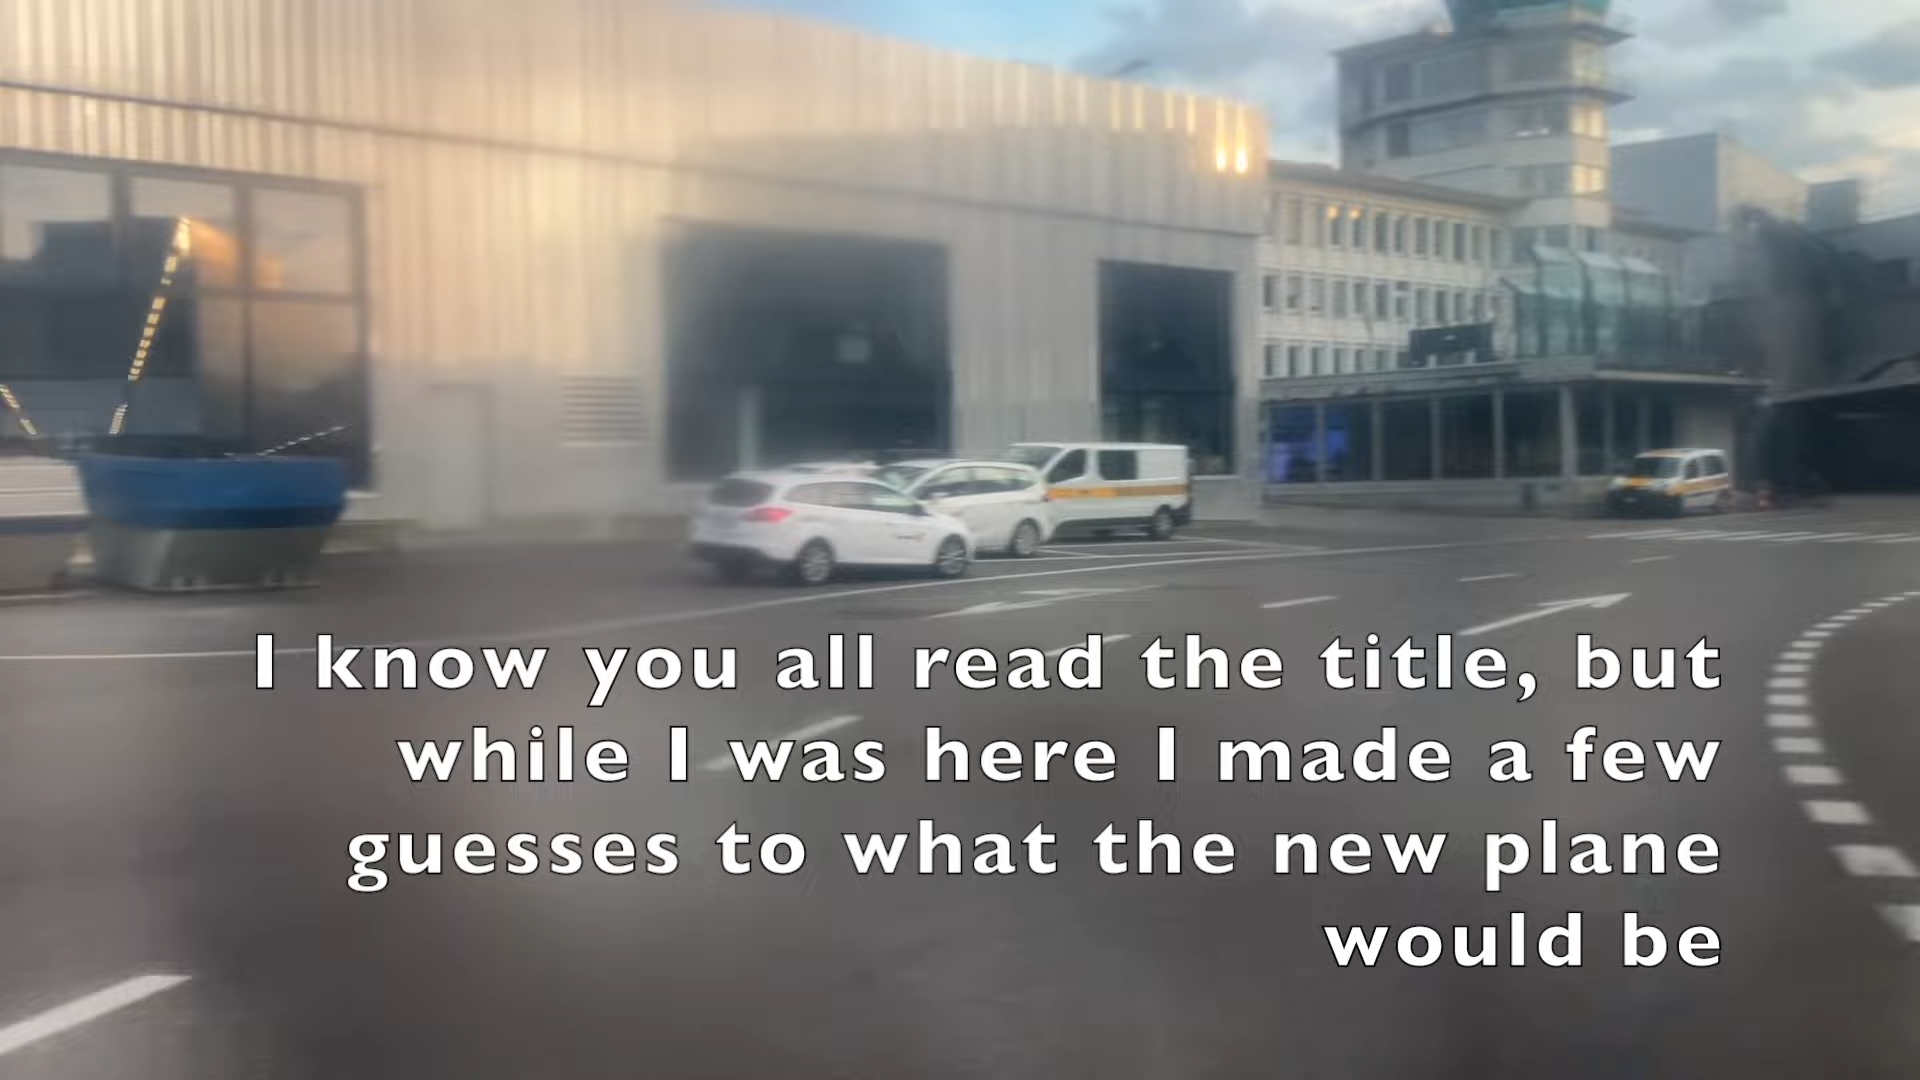 I know you all read the title, but
while I was here I made a few
guesses to what the new plane
would be